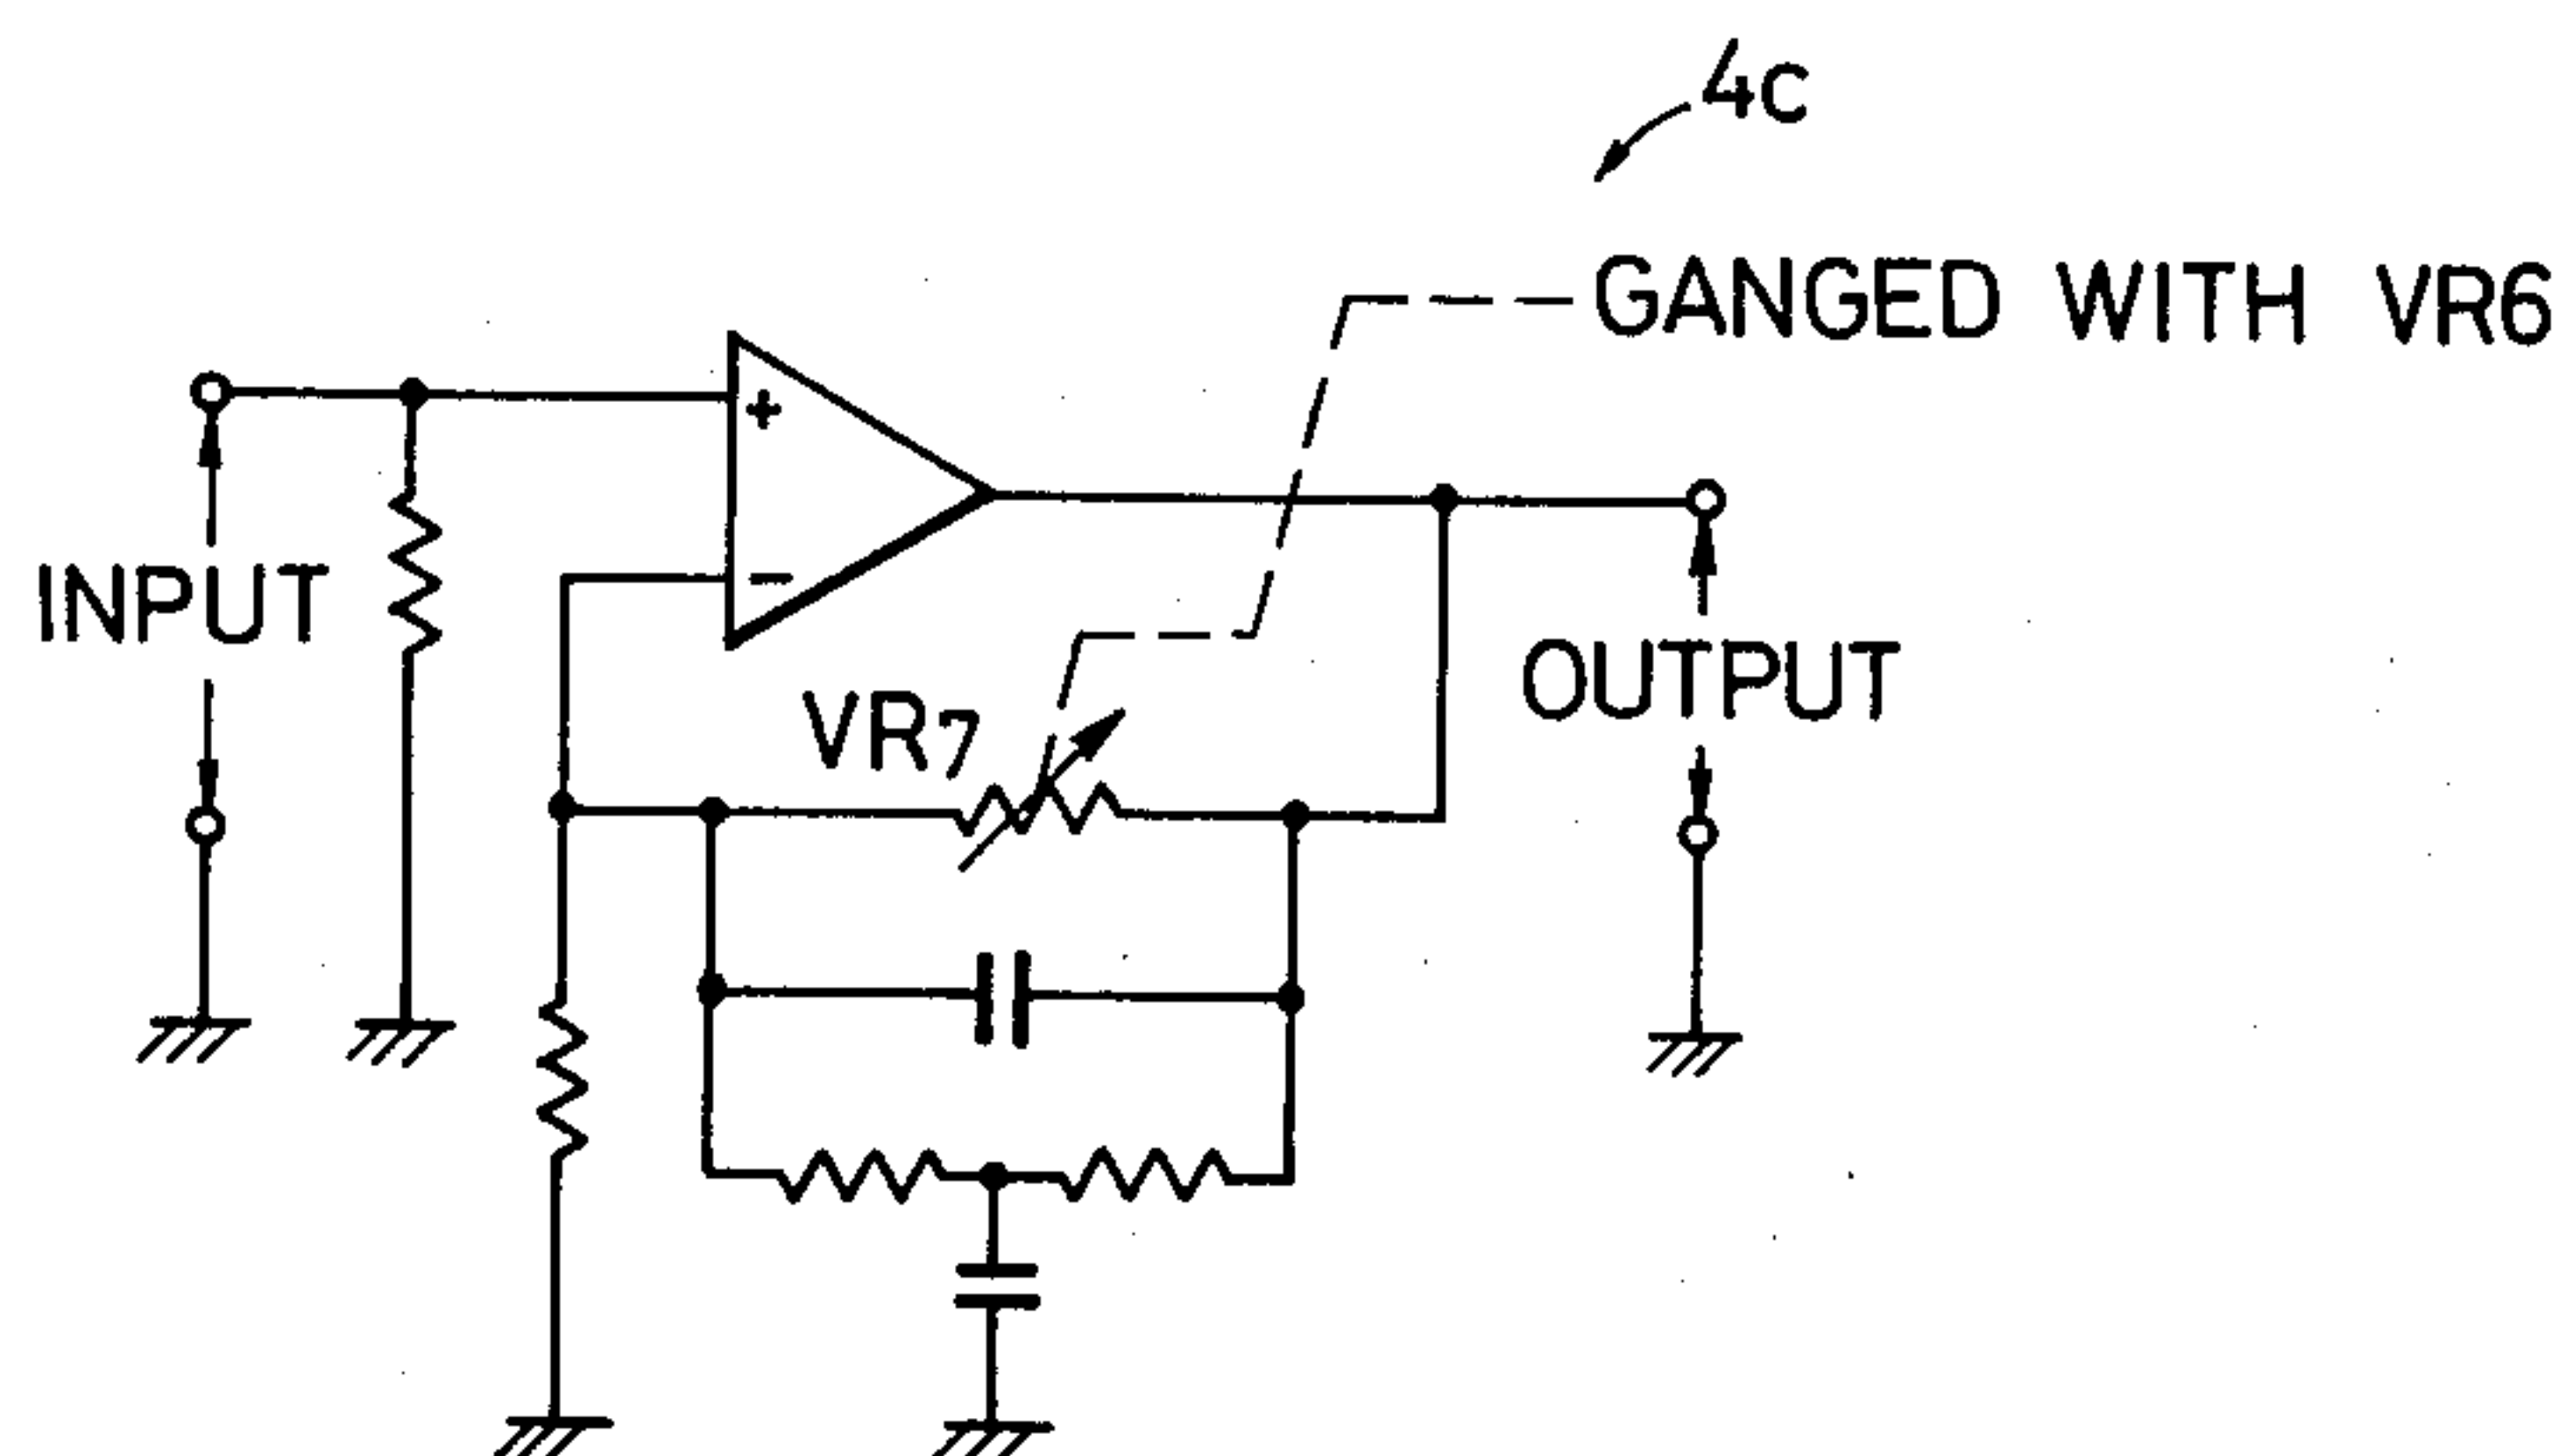 4C
GANGED WITH VR6
+
INPUT
−
OUTPUT
VR7